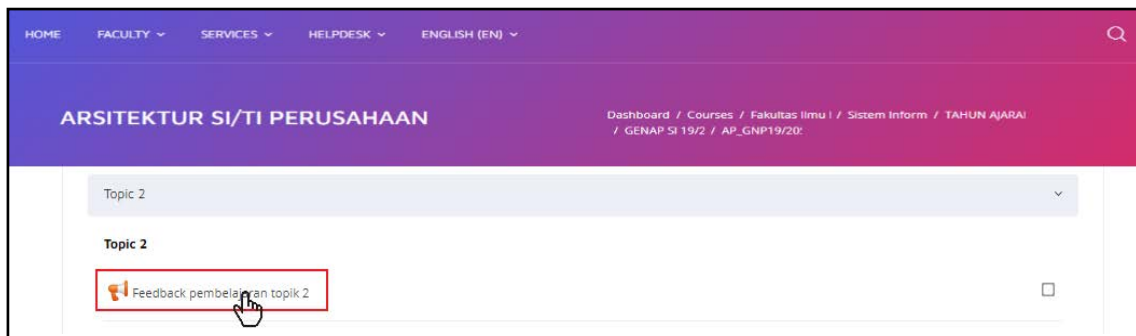 HOME FACULTY SERVICES HELPDESK ENGLISH (EN)
ARSITEKTUR SI/TI PERUSAHAAN
Dashboard / Courses / Fakultas Ilmu I / Sistem Inform / TAHUN AJARAI
/ GENAP SI 19/2 / AP_GNP19/20:
Topic 2
Topic 2
Feedback pembelajaran topik 2